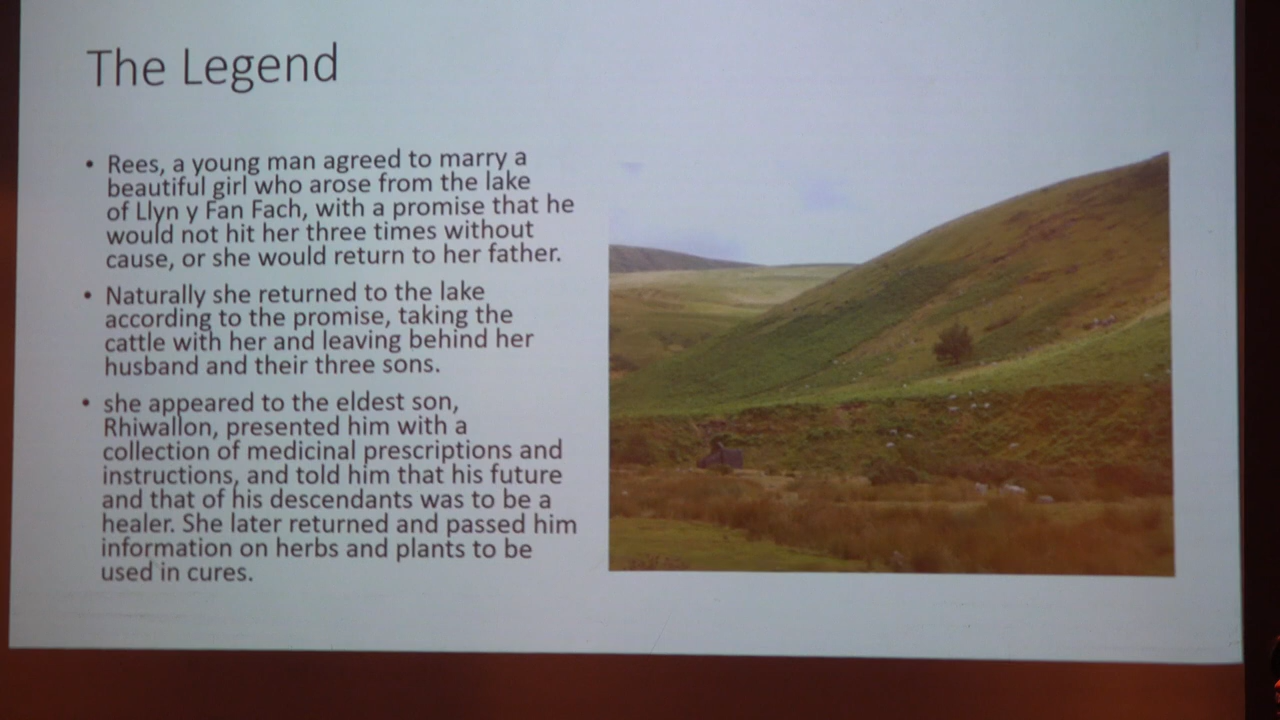 The Legend
• Rees, a young man agreed to marry a
beautiful girl who arose from the lake
of Llyn y Fan Fach, with a promise that he
would not hit her three times without
cause, or she would return to her father.
• Naturally she returned to the lake
according to the promise, taking the
cattle with her and leaving behind her
husband and their three sons.
• she appeared to the eldest son,
Rhiwallon, presented him with a
collection of medicinal prescriptions and
instructions, and told him that his future
and that of his descendants was to be a
healer. She later returned and passed him
information on herbs and plants to be
used in cures.